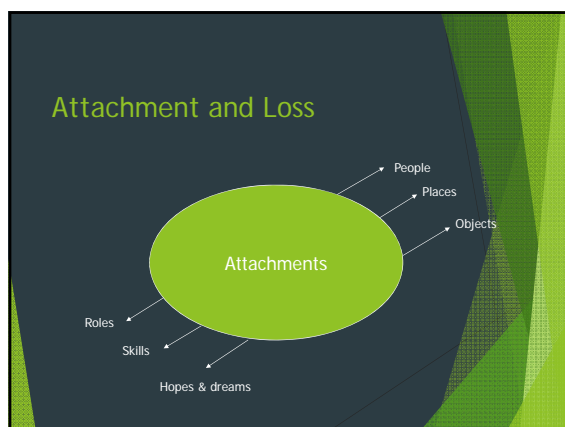 Attachment and Loss
People
Places
Objects
Attachments
Roles
Skills
Hopes & dreams